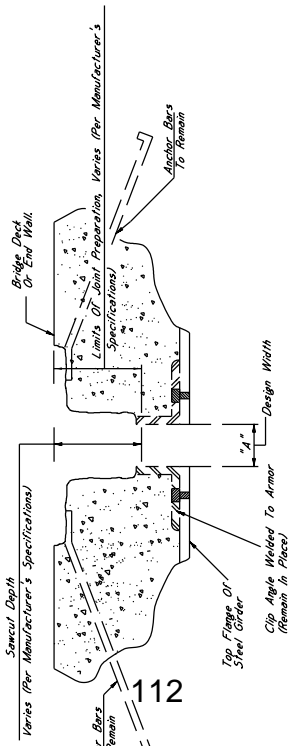 Sawcut Depth
Varies (Per Manufacturer's Specifications)
Bridge Deck
Or End Wall.
Limits Of Joint Preparation, Varies (Per Manufacturer's
Specifications)
Anchor Bars
To Remain
Bars
Remain
112
Top Flange Of
Steel Girder
Clip Angle Welded To Armor
(Remain In Place)
"A"
Design Width